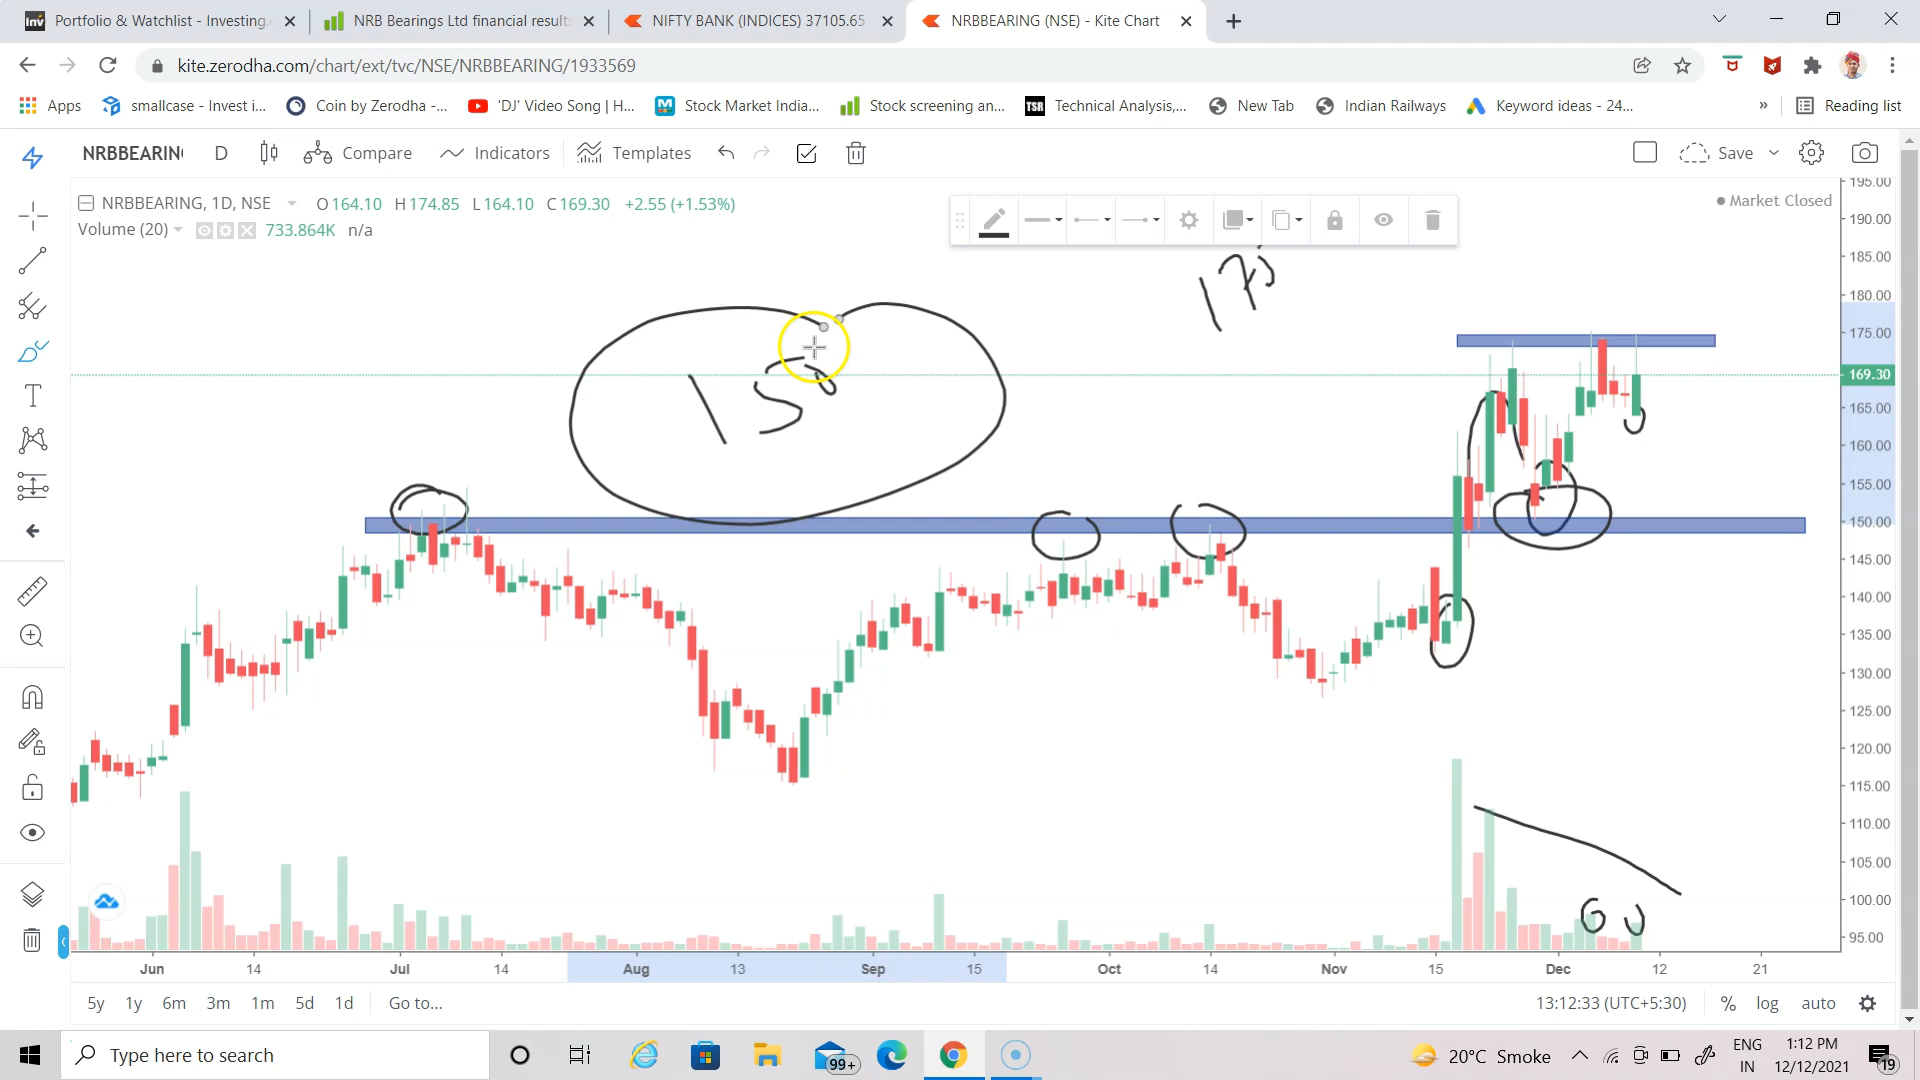 Portfolio & Watchlist - Investing.c
NRB Bearings Ltd financial results
NIFTY BANK (INDICES) 37105.65
NRBBEARING (NSE) - Kite Chart
kite.zerodha.com/chart/ext/tvc/NSE/NRBBEARING/1933569
Apps
smallcase - Invest i...
Coin by Zerodha -...
'DJ' Video Song | H...
Stock Market India...
Stock screening an...
TSR
Technical Analysis,...
New Tab
Indian Railways
Keyword ideas - 24...
»
Reading list
NRBBEARIN
D
Compare
Indicators
Templates
Save
NRBBEARING, 1D, NSE
O164.10 H174.85 L164.10 C169.30 +2.55 (+1.53%)
Market Closed
Volume (20)
733.864K n/a
195.00
190.00
185.00
180.00
175.00
169.30
165.00
160.00
155.00
150.00
145.00
140.00
135.00
130.00
125.00
120.00
115.00
110.00
105.00
100.00
95.00
175
150
Jun
14
Jul
14
Aug
13
Sep
15
Oct
14
Nov
15
Dec
12
21
5y 1y 6m 3m 1m 5d 1d Go to...
13:12:33 (UTC+5:30) % log auto
Type here to search
99+
20°C Smoke
ENG
IN
1:12 PM
12/12/2021
19